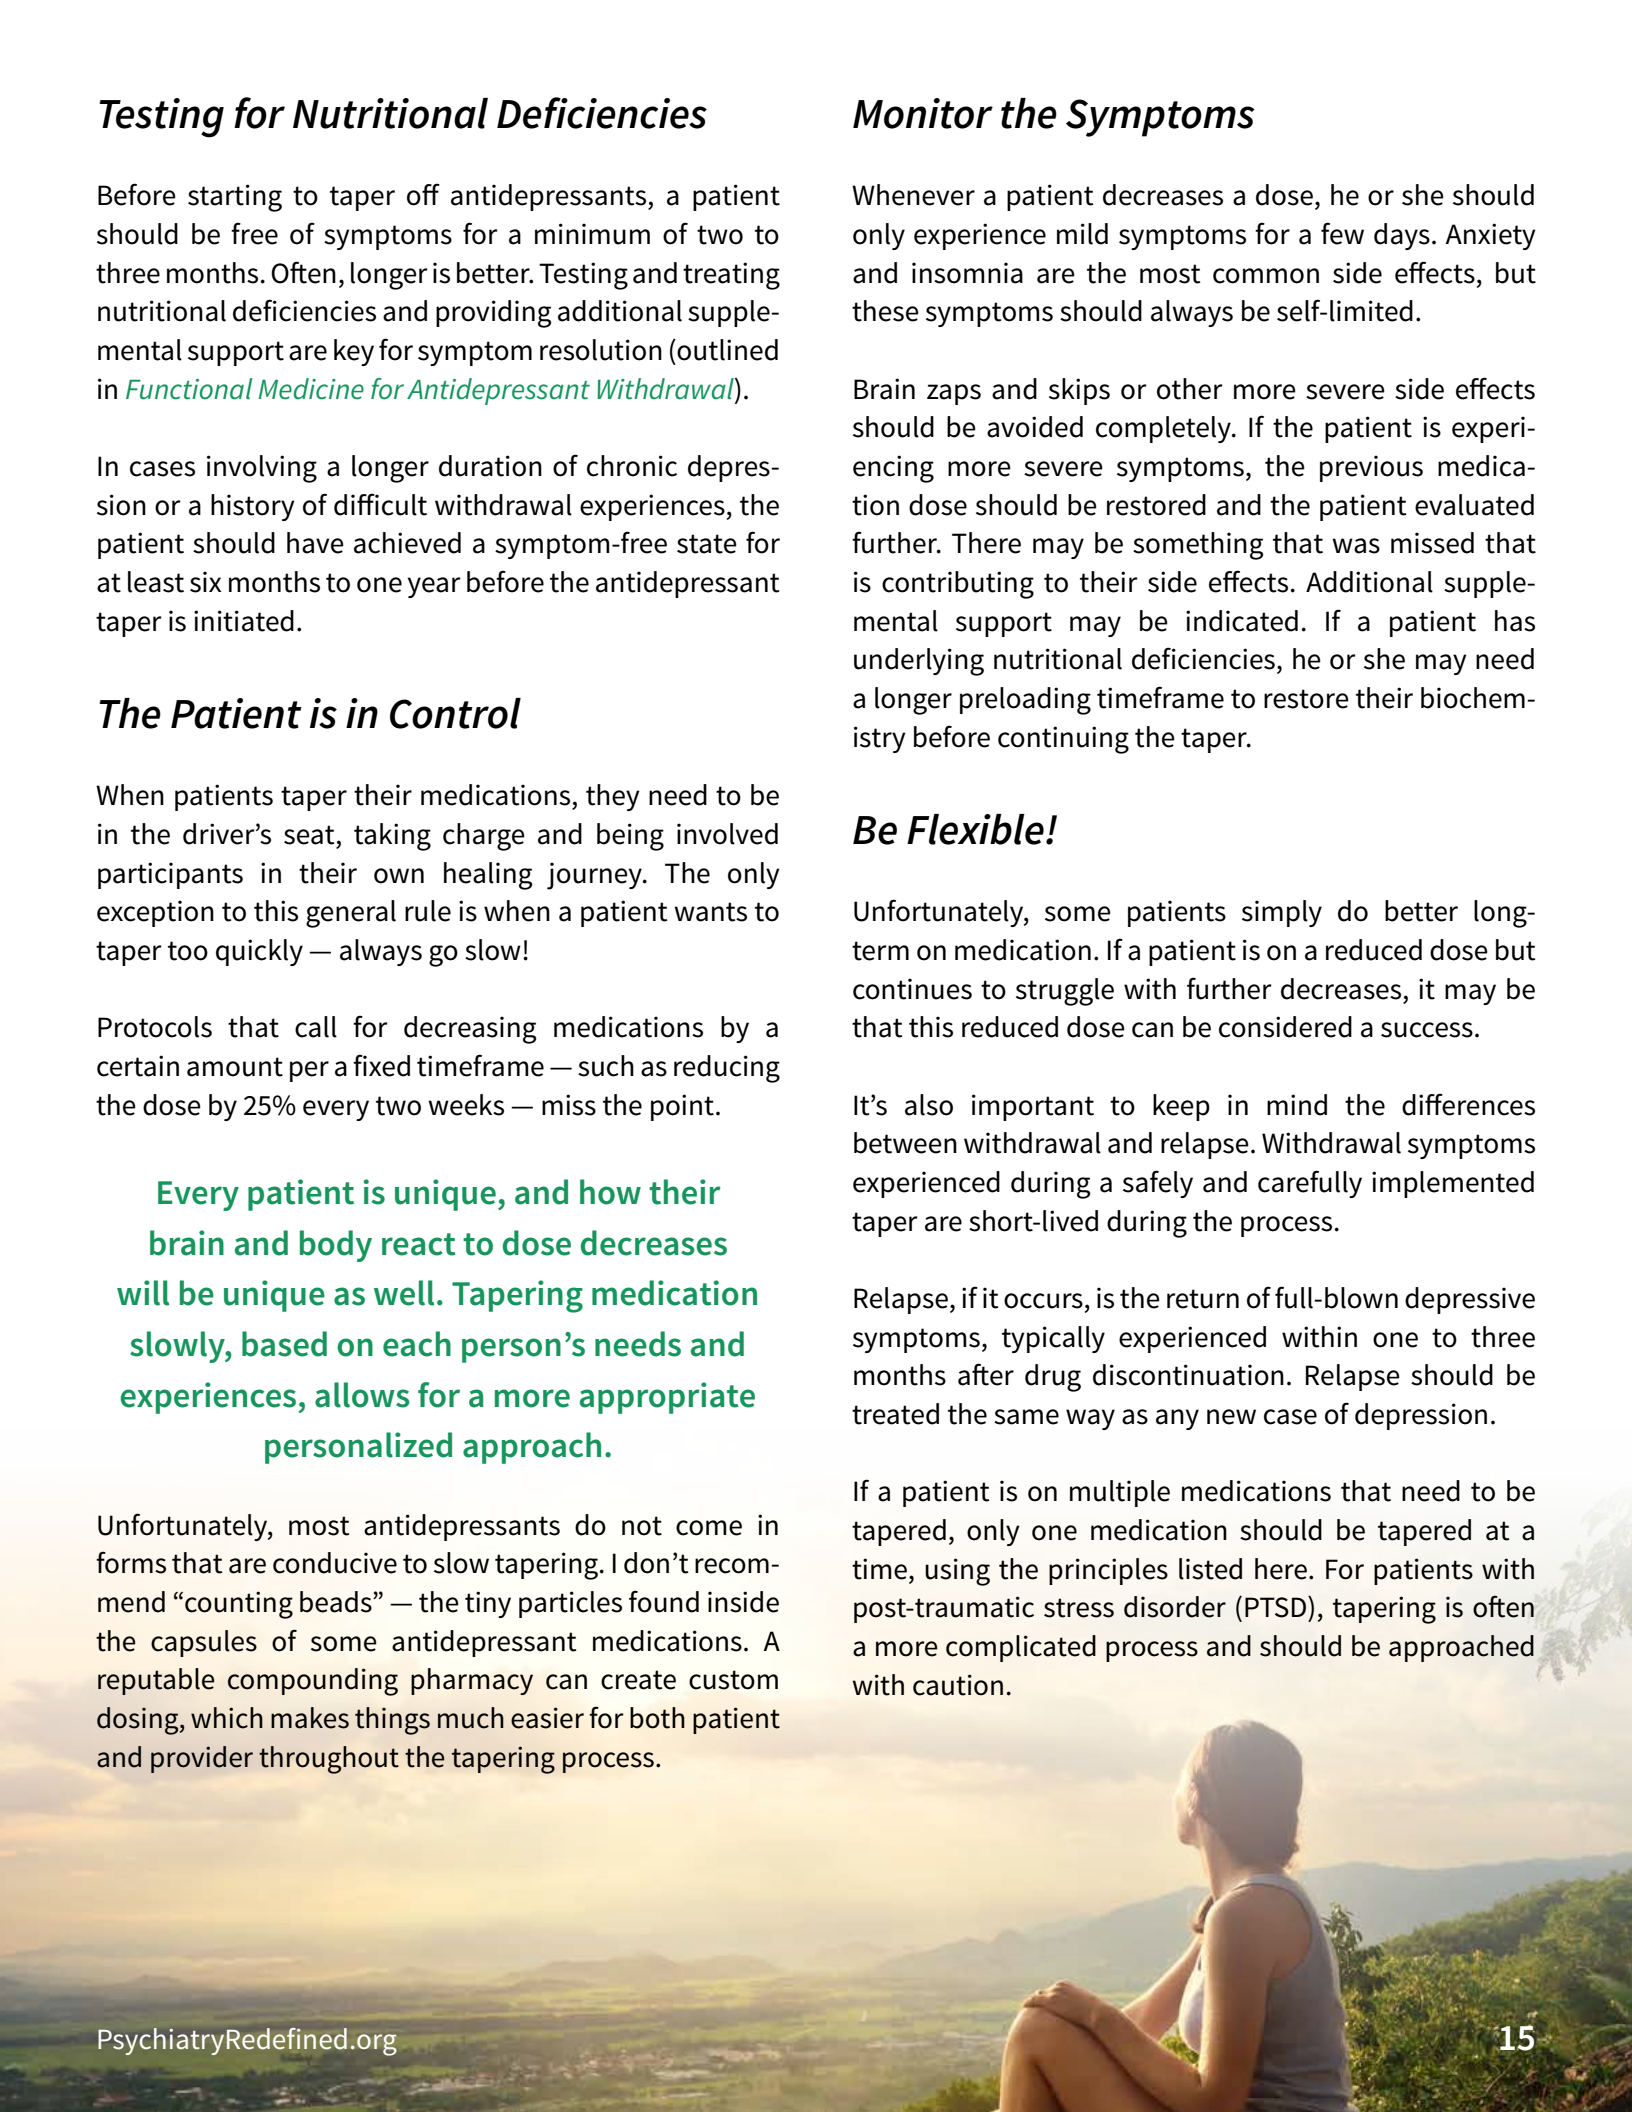 Testing for Nutritional Deficiencies
Before starting to taper off antidepressants, a patient
should be free of symptoms for a minimum of two to
three months. Often, longer is better. Testing and treating
nutritional deficiencies and providing additional supple-
mental support are key for symptom resolution (outlined
in Functional Medicine for Antidepressant Withdrawal).
In cases involving a longer duration of chronic depres-
sion or a history of difficult withdrawal experiences, the
patient should have achieved a symptom-free state for
at least six months to one year before the antidepressant
taper is initiated.
The Patient is in Control
When patients taper their medications, they need to be
in the driver’s seat, taking charge and being involved
participants in their own healing journey. The only
exception to this general rule is when a patient wants to
taper too quickly — always go slow!
Protocols that call for decreasing medications by a
certain amount per a fixed timeframe — such as reducing
the dose by 25% every two weeks — miss the point.
Every patient is unique, and how their
brain and body react to dose decreases
will be unique as well. Tapering medication
slowly, based on each person’s needs and
experiences, allows for a more appropriate
personalized approach.
Unfortunately, most antidepressants do not come in
forms that are conducive to slow tapering. I don’t recom-
mend “counting beads” — the tiny particles found inside
the capsules of some antidepressant medications. A
reputable compounding pharmacy can create custom
dosing, which makes things much easier for both patient
and provider throughout the tapering process.
Monitor the Symptoms
Whenever a patient decreases a dose, he or she should
only experience mild symptoms for a few days. Anxiety
and insomnia are the most common side effects, but
these symptoms should always be self-limited.
Brain zaps and skips or other more severe side effects
should be avoided completely. If the patient is experi-
encing more severe symptoms, the previous medica-
tion dose should be restored and the patient evaluated
further. There may be something that was missed that
is contributing to their side effects. Additional supple-
mental support may be indicated. If a patient has
underlying nutritional deficiencies, he or she may need
a longer preloading timeframe to restore their biochem-
istry before continuing the taper.
Be Flexible!
Unfortunately, some patients simply do better long-
term on medication. If a patient is on a reduced dose but
continues to struggle with further decreases, it may be
that this reduced dose can be considered a success.
It’s also important to keep in mind the differences
between withdrawal and relapse. Withdrawal symptoms
experienced during a safely and carefully implemented
taper are short-lived during the process.
Relapse, if it occurs, is the return of full-blown depressive
symptoms, typically experienced within one to three
months after drug discontinuation. Relapse should be
treated the same way as any new case of depression.
If a patient is on multiple medications that need to be
tapered, only one medication should be tapered at a
time, using the principles listed here. For patients with
post-traumatic stress disorder (PTSD), tapering is often
a more complicated process and should be approached
with caution.
PsychiatryRedefined.org
15